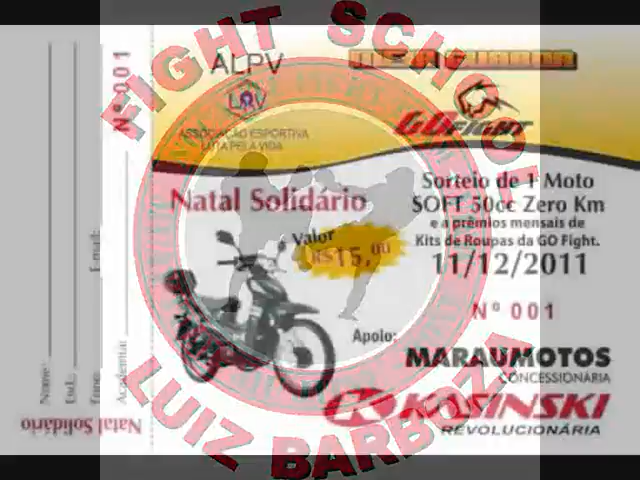 FIGHT SCHOOL
ALPV
LPV
ASSOCIAÇÃO ESPORTIVA
LUTA PELA VIDA
GO FIGHT
Nº 001
Natal Solidário
Sorteio de 1 Moto
SOFT 50cc Zero Km
e a prêmios mensais de
Kits de Roupas da GO Fight.
11/12/2011
Valor
R$15,00
Nº 001
Apoio:
MARAUMOTOS
CONCESSIONÁRIA
KASINSKI
REVOLUCIONÁRIA
Nome:
End.:
Fone:
E-mail:
Academia:
Natal Solidário
LUIZ BARBOZA